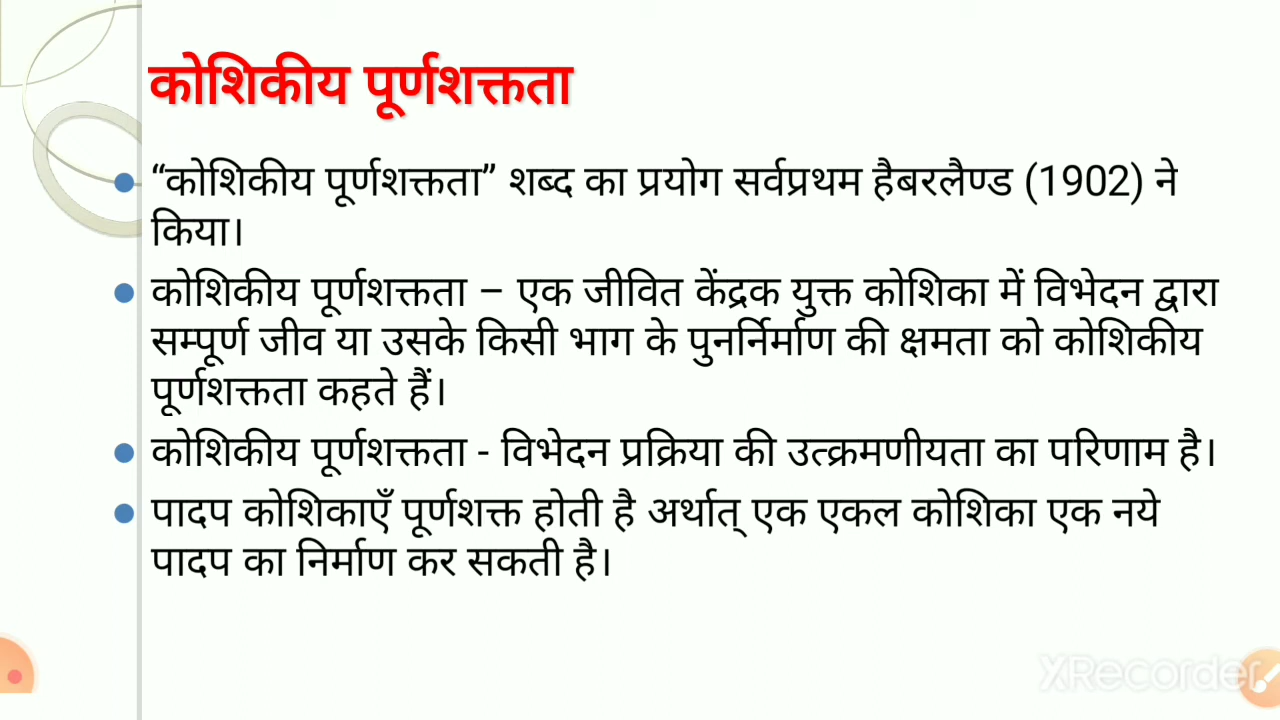 कोशिकीय पूर्णशक्तता
“कोशिकीय पूर्णशक्तता” शब्द का प्रयोग सर्वप्रथम हैबरलैण्ड (1902) ने
किया।
कोशिकीय पूर्णशक्तता – एक जीवित केंद्रक युक्त कोशिका में विभेदन द्वारा
सम्पूर्ण जीव या उसके किसी भाग के पुनर्निर्माण की क्षमता को कोशिकीय
पूर्णशक्तता कहते हैं।
कोशिकीय पूर्णशक्तता - विभेदन प्रक्रिया की उत्क्रमणीयता का परिणाम है।
पादप कोशिकाएँ पूर्णशक्त होती है अर्थात् एक एकल कोशिका एक नये
पादप का निर्माण कर सकती है।
XRecorder